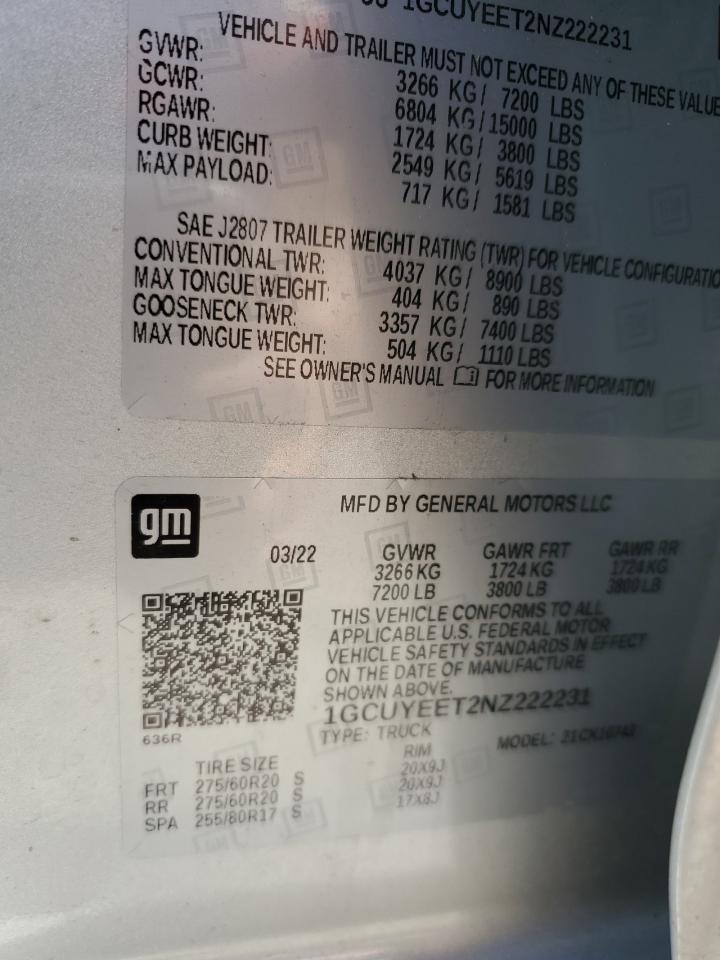 1GCUYEET2NZ222231
VEHICLE AND TRAILER MUST NOT EXCEED ANY OF THESE VALUE
GVWR: 3266 KG/ 7200 LBS
GCWR: 6804 KG/15000 LBS
RGAWR: 1724 KG/ 3800 LBS
CURB WEIGHT: 2549 KG/ 5619 LBS
MAX PAYLOAD: 717 KG/ 1581 LBS
SAE J2807 TRAILER WEIGHT RATING (TWR) FOR VEHICLE CONFIGURATIO
CONVENTIONAL TWR: 4037 KG/ 8900 LBS
MAX TONGUE WEIGHT: 404 KG/ 890 LBS
GOOSENECK TWR: 3357 KG/ 7400 LBS
MAX TONGUE WEIGHT: 504 KG/ 1110 LBS
SEE OWNER'S MANUAL FOR MORE INFORMATION
gm
MFD BY GENERAL MOTORS LLC
03/22 GVWR GAWR FRT GAWR RR
3266 KG 1724 KG 1724 KG
7200 LB 3800 LB 3800 LB
THIS VEHICLE CONFORMS TO ALL
APPLICABLE U.S. FEDERAL MOTOR
VEHICLE SAFETY STANDARDS IN EFFECT
ON THE DATE OF MANUFACTURE
SHOWN ABOVE.
1GCUYEET2NZ222231
636R
TYPE: TRUCK MODEL:
TIRE SIZE RIM
FRT 275/60R20 S 20X9J
RR 275/60R20 S 20X9J
SPA 255/80R17 S 17X8J